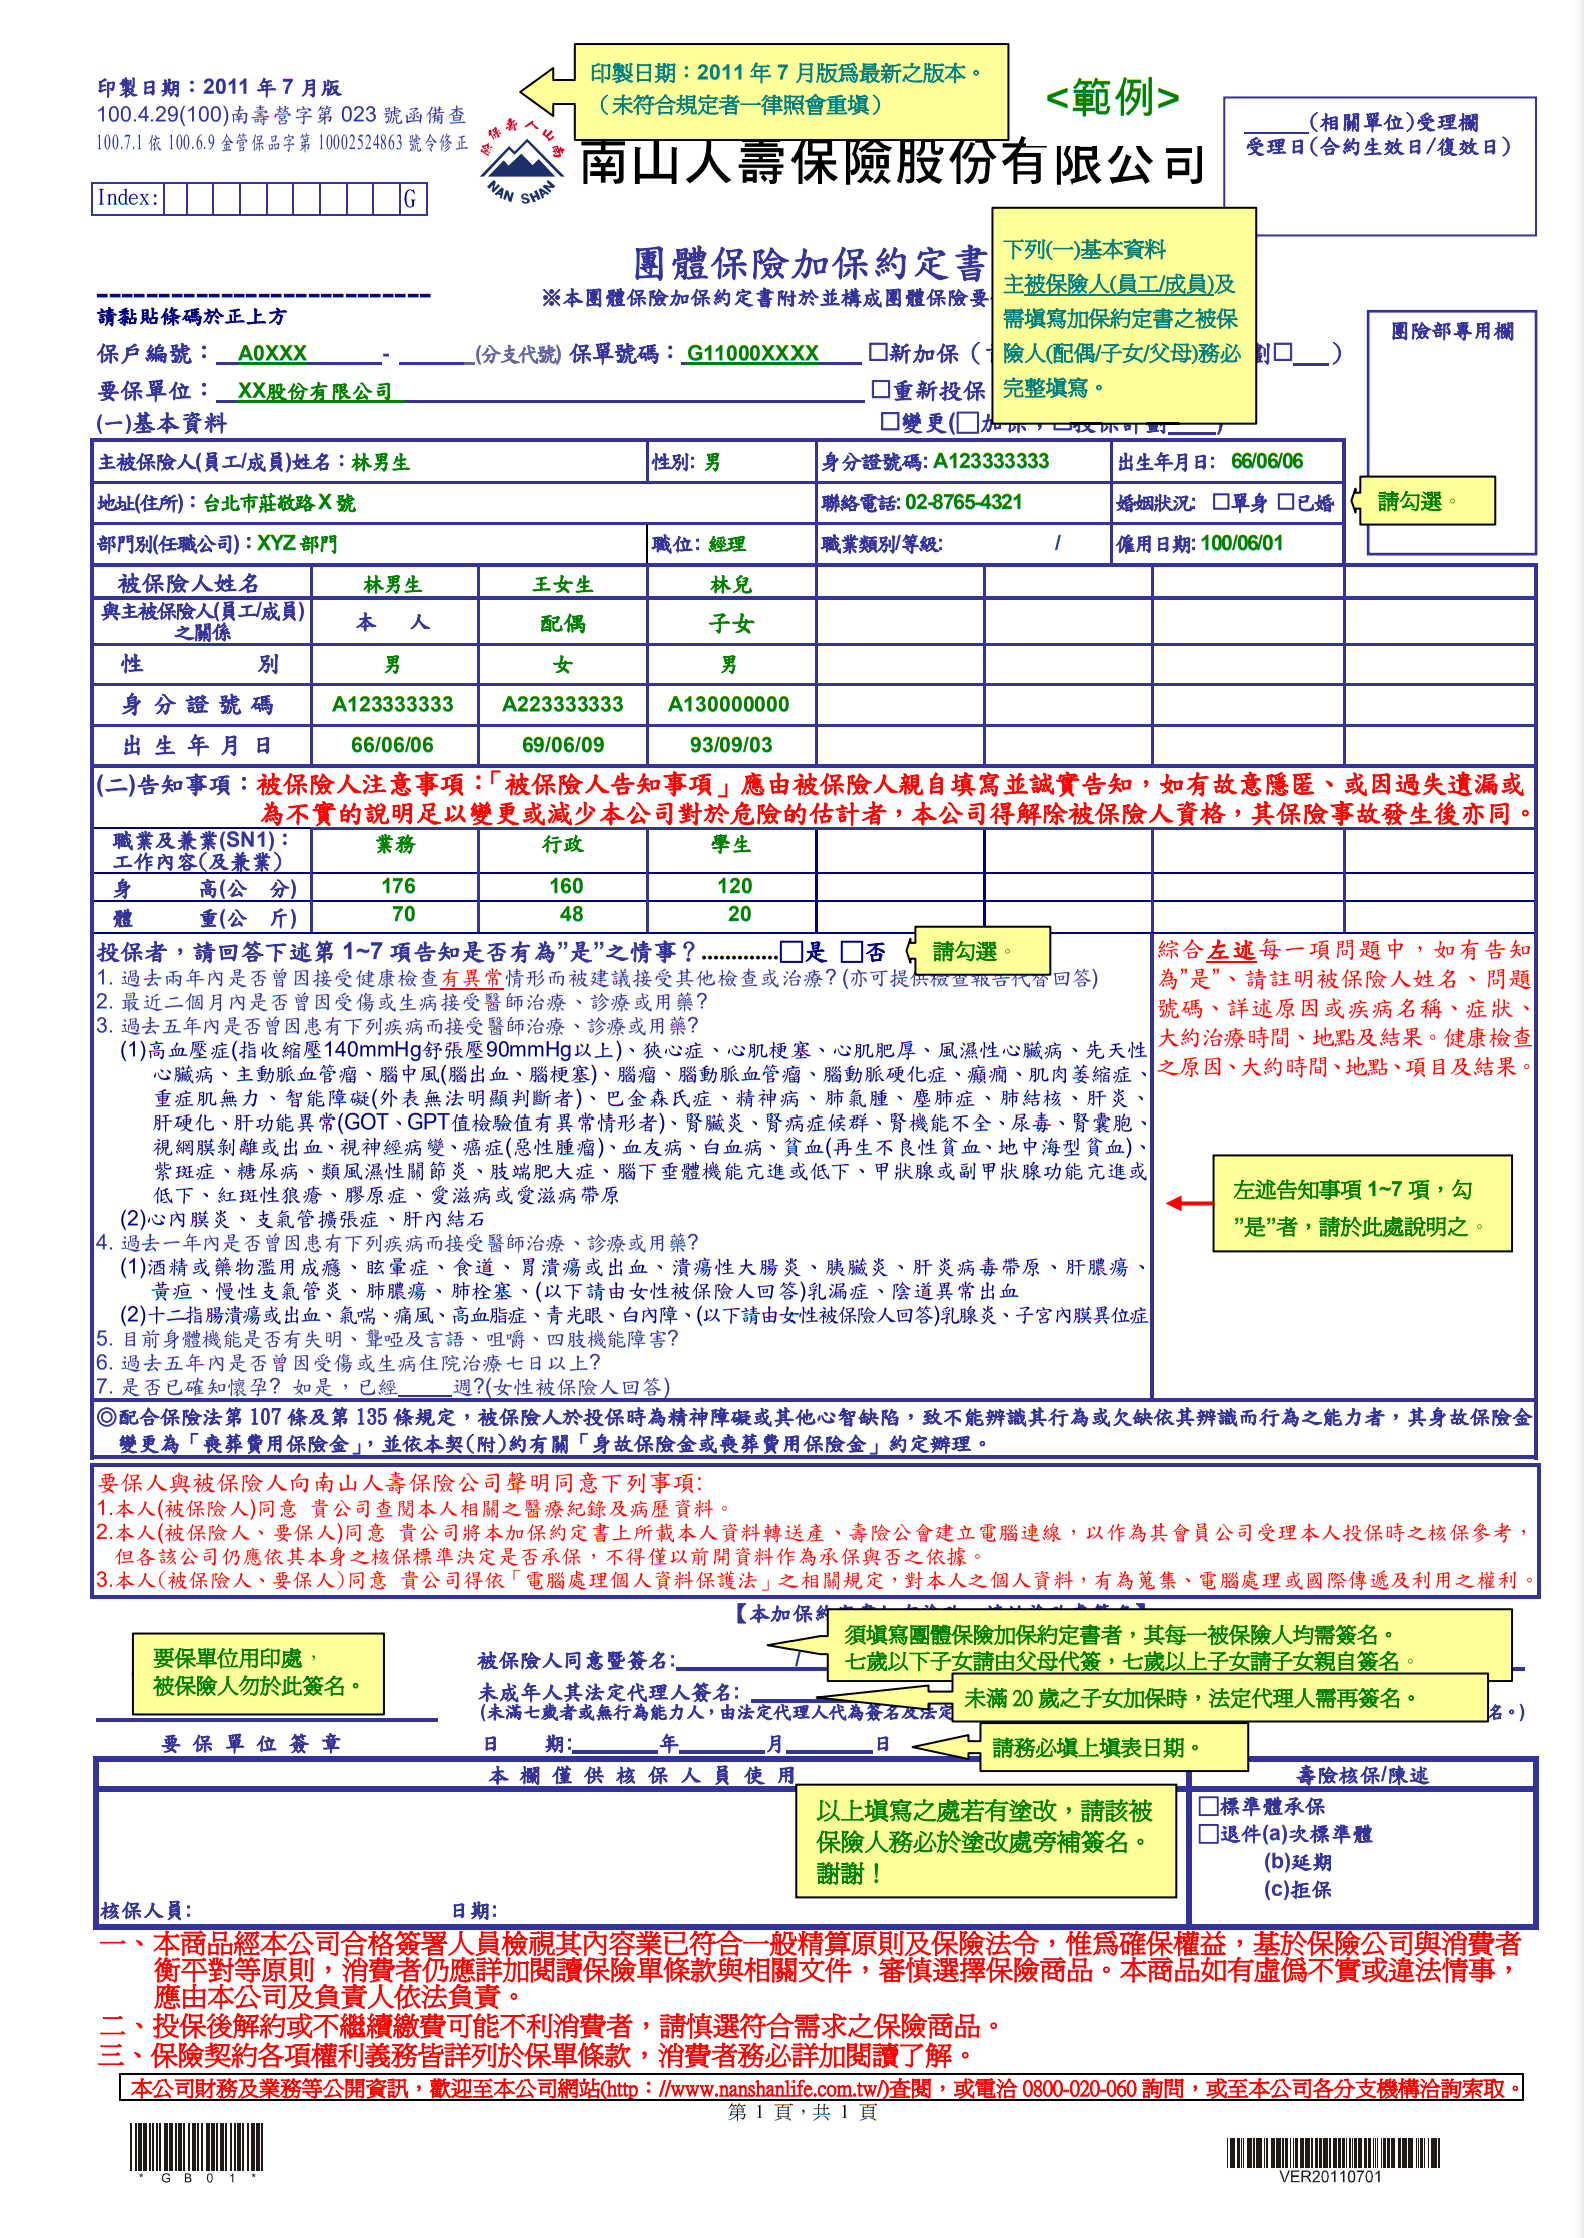 印製日期：2011 年 7 月版
100.4.29(100)南壽營字第 023 號函備查
100.7.1 依 100.6.9 金管保品字第 10002524863 號令修正
Index:
G
印製日期：2011 年 7 月版為最新之版本。
（未符合規定者一律照會重填）
<範例>
南山人壽保險
NAN SHAN
南山人壽保險股份有限公司
(相關單位)受理欄
受理日(合約生效日/復效日)
團體保險加保約定書
※本團體保險加保約定書附於並構成團體保險要
下列(一)基本資料
主被保險人(員工/成員)及
需填寫加保約定書之被保
險人(配偶/子女/父母)務必
完整填寫。
請黏貼條碼於正上方
團險部專用欄
保戶編號： A0XXX - (分支代號) 保單號碼： G11000XXXX □新加保（ 劃□ ）
要保單位： XX股份有限公司 □重新投保
(一)基本資料 □變更(□加保，□投保計劃 )
主被保險人(員工/成員)姓名：林男生 性別: 男 身分證號碼: A123333333 出生年月日: 66/06/06
地址(住所)：台北市莊敬路 X 號 聯絡電話: 02-8765-4321 婚姻狀況: □單身 □已婚
請勾選。
部門別(任職公司)：XYZ 部門 職位: 經理 職業類別/等級: / 僱用日期: 100/06/01
被保險人姓名 林男生 王女生 林兒
與主被保險人(員工/成員)之關係 本 人 配偶 子女
性 別 男 女 男
身 分 證 號 碼 A123333333 A223333333 A130000000
出 生 年 月 日 66/06/06 69/06/09 93/09/03
(二)告知事項：被保險人注意事項：「被保險人告知事項」應由被保險人親自填寫並誠實告知，如有故意隱匿、或因過失遺漏或
為不實的說明足以變更或減少本公司對於危險的估計者，本公司得解除被保險人資格，其保險事故發生後亦同。
職業及兼業(SN1)：
工作內容(及兼業) 業務 行政 學生
身 高(公 分) 176 160 120
體 重(公 斤) 70 48 20
投保者，請回答下述第 1~7 項告知是否有為”是”之情事？.............□是 □否
請勾選。
1. 過去兩年內是否曾因接受健康檢查有異常情形而被建議接受其他檢查或治療? (亦可提供檢查報告代替回答)
2. 最近二個月內是否曾因受傷或生病接受醫師治療、診療或用藥?
3. 過去五年內是否曾因患有下列疾病而接受醫師治療、診療或用藥?
(1)高血壓症(指收縮壓140mmHg舒張壓90mmHg以上)、狹心症、心肌梗塞、心肌肥厚、風濕性心臟病、先天性
心臟病、主動脈血管瘤、腦中風(腦出血、腦梗塞)、腦瘤、腦動脈血管瘤、腦動脈硬化症、癲癇、肌肉萎縮症、
重症肌無力、智能障礙(外表無法明顯判斷者)、巴金森氏症、精神病、肺氣腫、塵肺症、肺結核、肝炎、
肝硬化、肝功能異常(GOT、GPT值檢驗值有異常情形者)、腎臟炎、腎病症候群、腎機能不全、尿毒、腎囊胞、
視網膜剝離或出血、視神經病變、癌症(惡性腫瘤)、血友病、白血病、貧血(再生不良性貧血、地中海型貧血)、
紫斑症、糖尿病、類風濕性關節炎、肢端肥大症、腦下垂體機能亢進或低下、甲狀腺或副甲狀腺功能亢進或
低下、紅斑性狼瘡、膠原症、愛滋病或愛滋病帶原
(2)心內膜炎、支氣管擴張症、肝內結石
4. 過去一年內是否曾因患有下列疾病而接受醫師治療、診療或用藥?
(1)酒精或藥物濫用成癮、眩暈症、食道、胃潰瘍或出血、潰瘍性大腸炎、胰臟炎、肝炎病毒帶原、肝膿瘍、
黃疸、慢性支氣管炎、肺膿瘍、肺栓塞、(以下請由女性被保險人回答)乳漏症、陰道異常出血
(2)十二指腸潰瘍或出血、氣喘、痛風、高血脂症、青光眼、白內障、(以下請由女性被保險人回答)乳腺炎、子宮內膜異位症
5. 目前身體機能是否有失明、聾啞及言語、咀嚼、四肢機能障害?
6. 過去五年內是否曾因受傷或生病住院治療七日以上?
7. 是否已確知懷孕? 如是，已經 週?(女性被保險人回答)
綜合左述每一項問題中，如有告知
為”是”、請註明被保險人姓名、問題
號碼、詳述原因或疾病名稱、症狀、
大約治療時間、地點及結果。健康檢查
之原因、大約時間、地點、項目及結果。
左述告知事項 1~7 項，勾
”是”者，請於此處說明之。
◎配合保險法第 107 條及第 135 條規定，被保險人於投保時為精神障礙或其他心智缺陷，致不能辨識其行為或欠缺依其辨識而行為之能力者，其身故保險金
變更為「喪葬費用保險金」，並依本契(附)約有關「身故保險金或喪葬費用保險金」約定辦理。
要保人與被保險人向南山人壽保險公司聲明同意下列事項:
1.本人(被保險人)同意 貴公司查閱本人相關之醫療紀錄及病歷資料。
2.本人(被保險人、要保人)同意 貴公司將本加保約定書上所載本人資料轉送產、壽險公會建立電腦連線，以作為其會員公司受理本人投保時之核保參考，
但各該公司仍應依其本身之核保標準決定是否承保，不得僅以前開資料作為承保與否之依據。
3.本人(被保險人、要保人)同意 貴公司得依「電腦處理個人資料保護法」之相關規定，對本人之個人資料，有為蒐集、電腦處理或國際傳遞及利用之權利。
【本加保約
要保單位用印處，
被保險人勿於此簽名。
須填寫團體保險加保約定書者，其每一被保險人均需簽名。
七歲以下子女請由父母代簽，七歲以上子女請子女親自簽名。
被保險人同意暨簽名: /
未成年人其法定代理人簽名:
未滿 20 歲之子女加保時，法定代理人需再簽名。
(未滿七歲者或無行為能力人，由法定代理人代為簽名及法定 名。)
要 保 單 位 簽 章 日 期: 年 月 日
請務必填上填表日期。
本 欄 僅 供 核 保 人 員 使 用 壽險核保/陳述
以上填寫之處若有塗改，請該被
保險人務必於塗改處旁補簽名。
謝謝！
□標準體承保
□退件(a)次標準體
(b)延期
(c)拒保
核保人員: 日期:
一、本商品經本公司合格簽署人員檢視其內容業已符合一般精算原則及保險法令，惟為確保權益，基於保險公司與消費者
衡平對等原則，消費者仍應詳加閱讀保險單條款與相關文件，審慎選擇保險商品。本商品如有虛偽不實或違法情事，
應由本公司及負責人依法負責。
二、投保後解約或不繼續繳費可能不利消費者，請慎選符合需求之保險商品。
三、保險契約各項權利義務皆詳列於保單條款，消費者務必詳加閱讀了解。
本公司財務及業務等公開資訊，歡迎至本公司網站(http：//www.nanshanlife.com.tw/)查閱，或電洽 0800-020-060 詢問，或至本公司各分支機構洽詢索取。
第 1 頁，共 1 頁
* G B 0 1 *
VER20110701